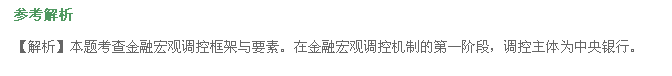 参考解析
【解析】本题考查金融宏观调控框架与要素。在金融宏观调控机制的第一阶段，调控主体为中央银行。